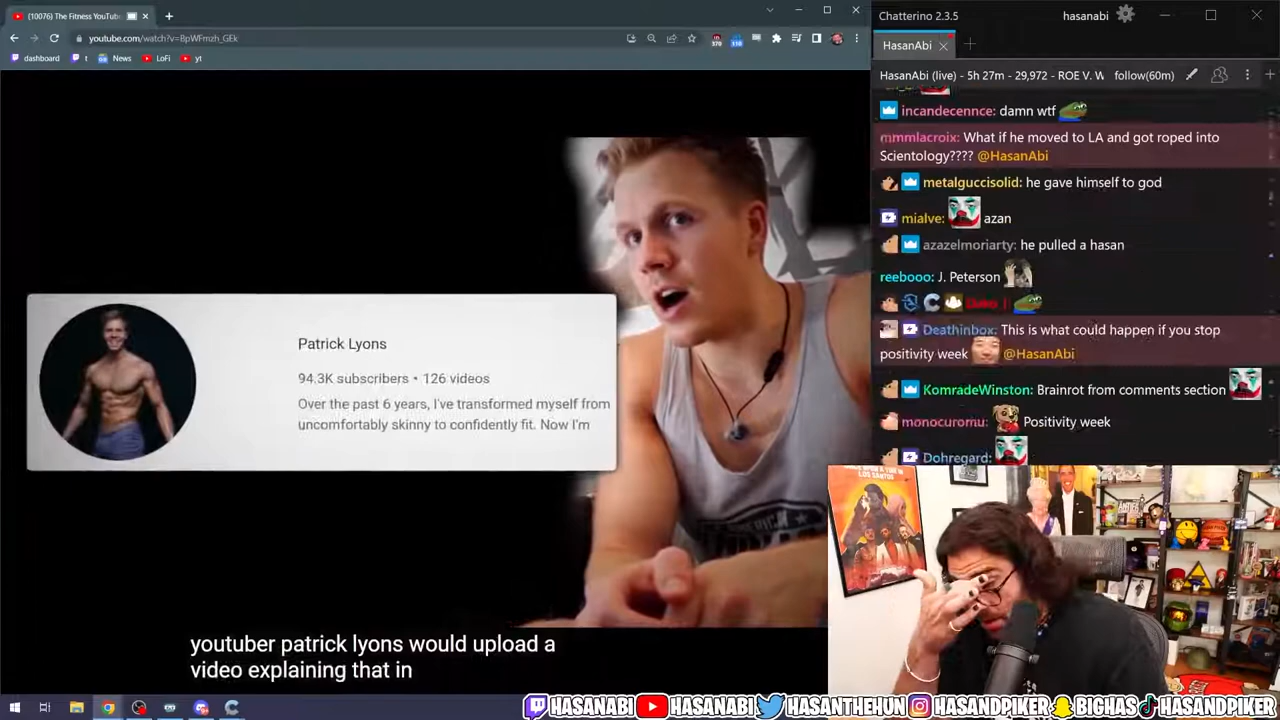 (10076) The Fitness YouTub
youtube.com/watch?v=BpWFmzh_GEk
dashboard
t
News
LoFi
yt
Patrick Lyons
94.3K subscribers • 126 videos
Over the past 6 years, I've transformed myself from
uncomfortably skinny to confidently fit. Now I'm
youtuber patrick lyons would upload a
video explaining that in
Chatterino 2.3.5
hasanabi
HasanAbi
HasanAbi (live) - 5h 27m - 29,972 - ROE V. W
follow(60m)
incandecennce: damn wtf
mmmlacroix: What if he moved to LA and got roped into
Scientology???? @HasanAbi
metalguccisolid: he gave himself to god
mialve: azan
azazelmoriarty: he pulled a hasan
reebooo: J. Peterson
Deathinbox: This is what could happen if you stop
positivity week @HasanAbi
KomradeWinston: Brainrot from comments section
monocuromu: Positivity week
Dohregard:
LOS SANTOS
HASANABI
HASANABI
HASANTHEHUN
HASANDPIKER
BIGHAS
HASANDPIKER